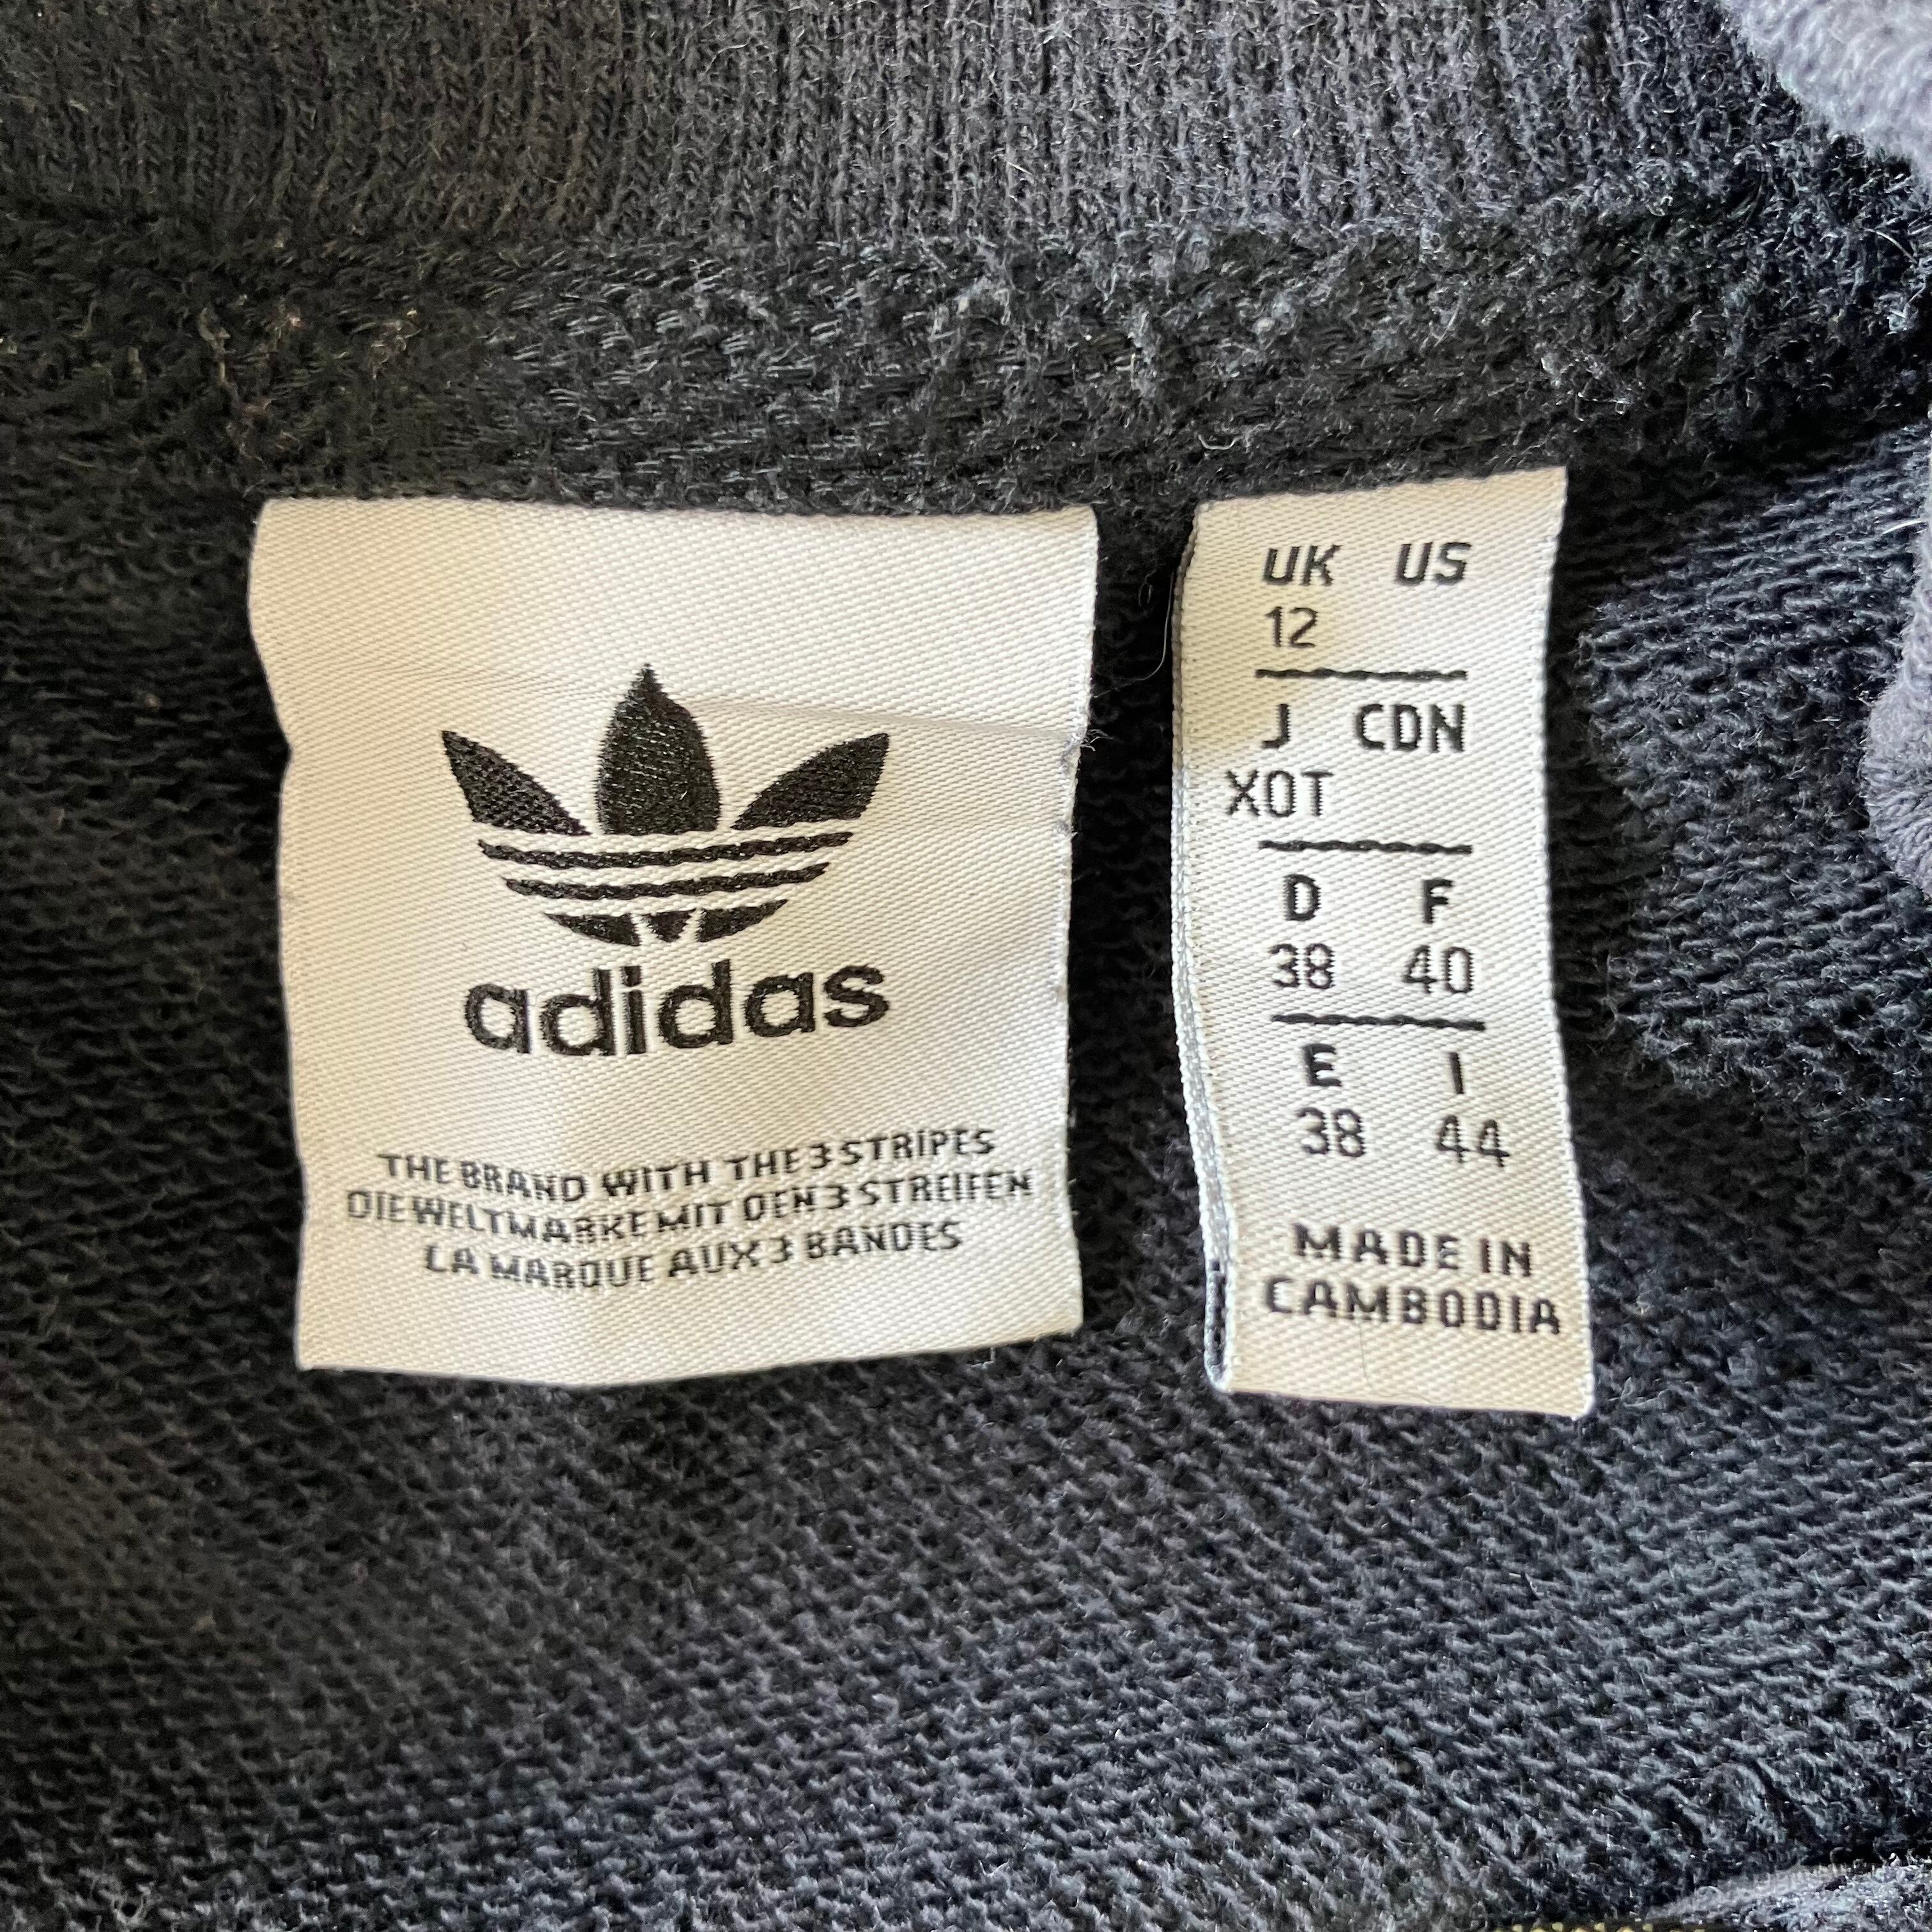 adidas
THE BRAND WITH THE 3 STRIPES
DIE WELTMARKE MIT DEN 3 STREIFEN
LA MARQUE AUX 3 BANDES
UK US
12
J CDN
XOT
D F
38 40
E I
38 44
MADE IN
CAMBODIA